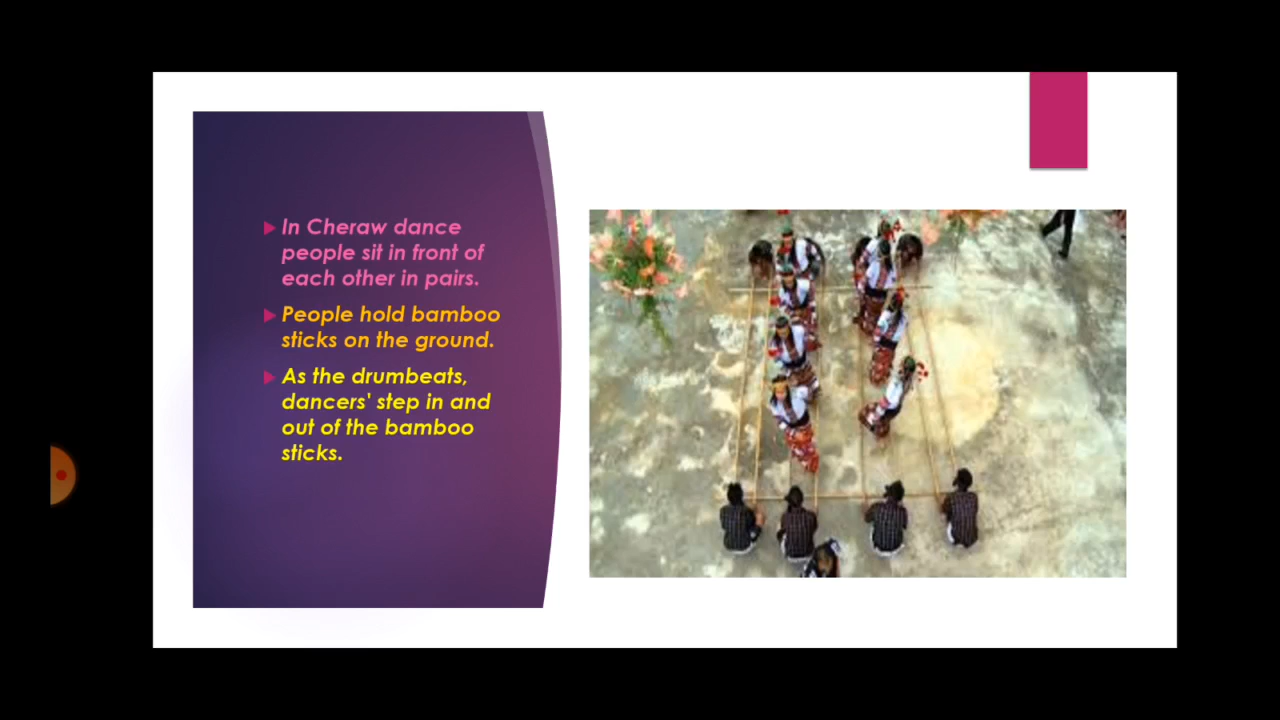 In Cheraw dance
people sit in front of
each other in pairs.
People hold bamboo
sticks on the ground.
As the drumbeats,
dancers' step in and
out of the bamboo
sticks.